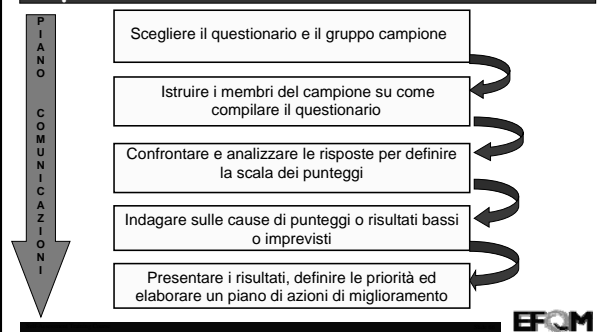 PIANO COMUNICAZIONI
Scegliere il questionario e il gruppo campione
Istruire i membri del campione su come
compilare il questionario
Confrontare e analizzare le risposte per definire
la scala dei punteggi
Indagare sulle cause di punteggi o risultati bassi
o imprevisti
Presentare i risultati, definire le priorità ed
elaborare un piano di azioni di miglioramento
EFQM